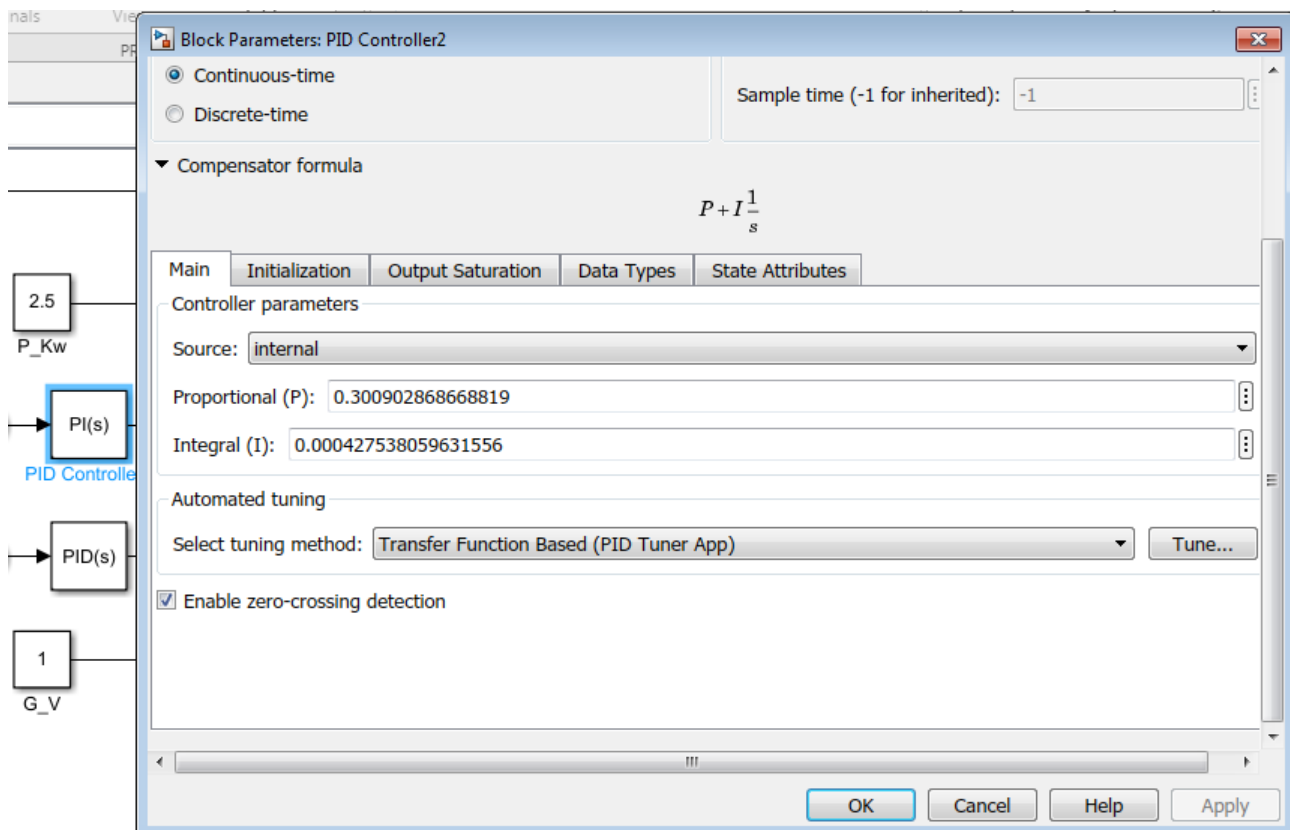 nals
Vie
PF
Block Parameters: PID Controller2
Continuous-time
Discrete-time
Sample time (-1 for inherited): -1
Compensator formula
P + I 1/s
Main Initialization Output Saturation Data Types State Attributes
Controller parameters
Source: internal
Proportional (P): 0.300902868668819
Integral (I): 0.000427538059631556
Automated tuning
Select tuning method: Transfer Function Based (PID Tuner App) Tune...
Enable zero-crossing detection
OK Cancel Help Apply
2.5
P_Kw
PI(s)
PID Controlle
PID(s)
1
G_V